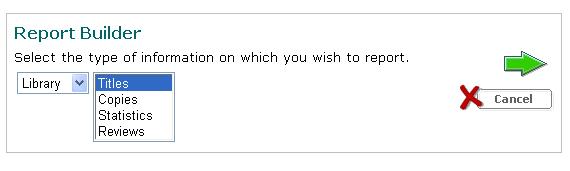 Report Builder
Select the type of information on which you wish to report.
Library
Titles
Copies
Statistics
Reviews
Cancel